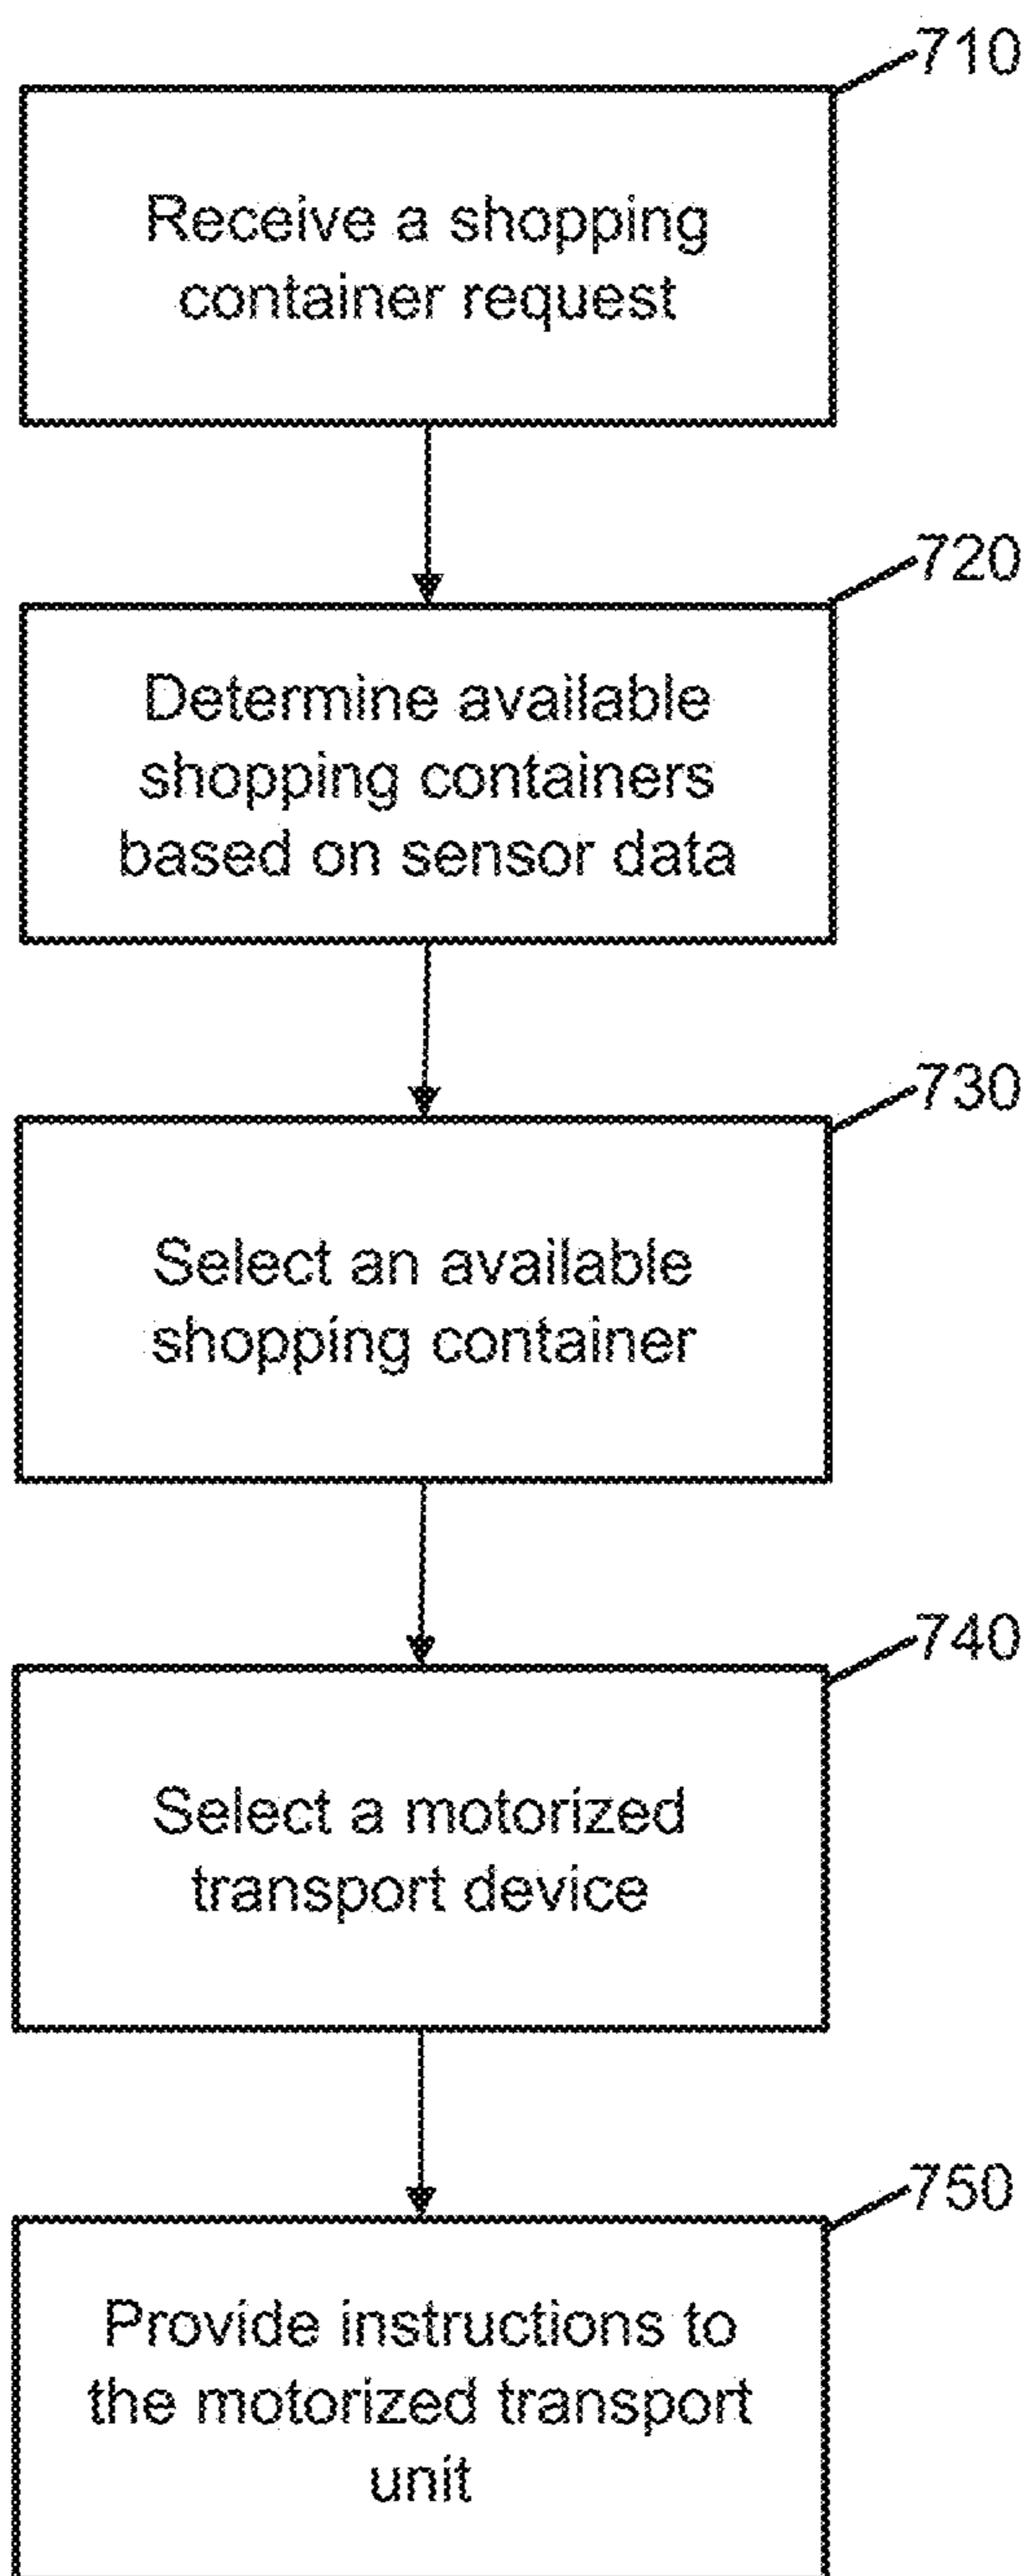 710
Receive a shopping
container request
720
Determine available
shopping containers
based on sensor data
730
Select an available
shopping container
740
Select a motorized
transport device
750
Provide instructions to
the motorized transport
unit